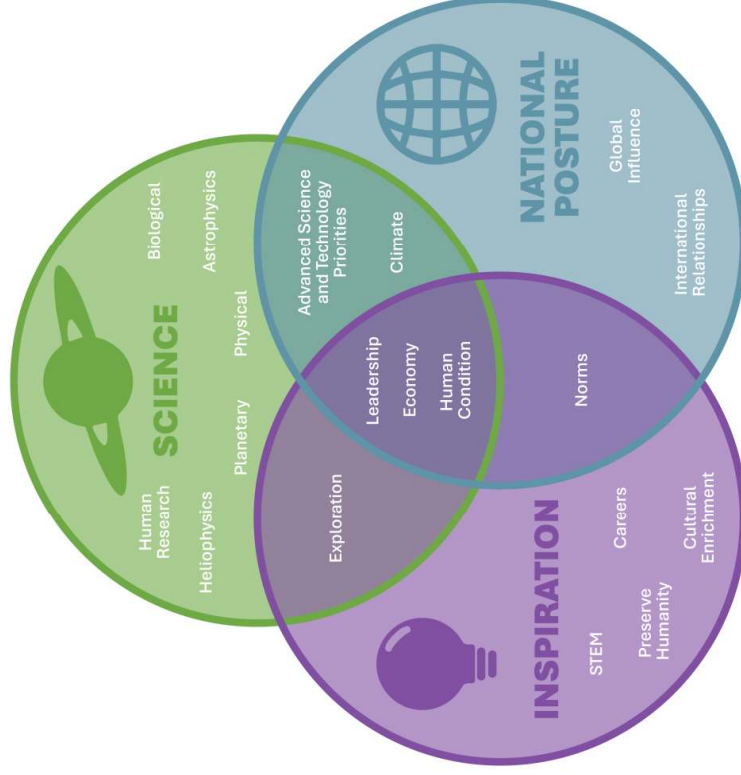 SCIENCE
Human
Research
Heliophysics
Planetary
Physical
Astrophysics
Biological
Exploration
Advanced Science
and Technology
Priorities
Climate
Leadership
Economy
Human
Condition
INSPIRATION
STEM
Preserve
Humanity
Careers
Cultural
Enrichment
Norms
NATIONAL
POSTURE
Global
Influence
International
Relationships